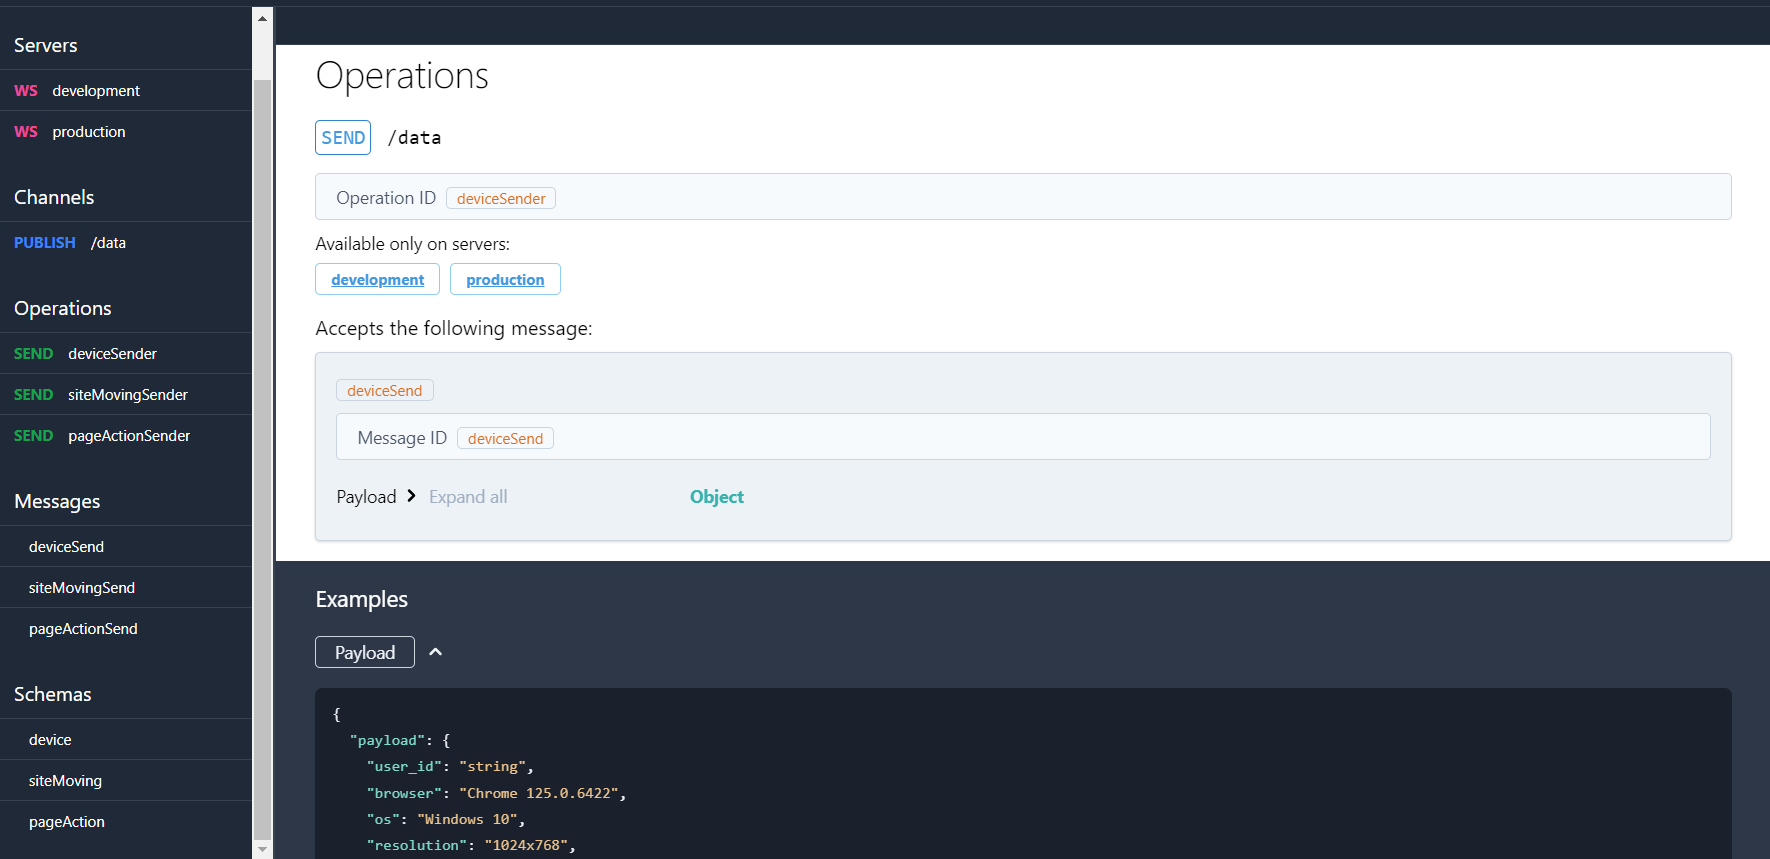 Servers
WS development
WS production
Channels
PUBLISH /data
Operations
SEND deviceSender
SEND siteMovingSender
SEND pageActionSender
Messages
deviceSend
siteMovingSend
pageActionSend
Schemas
device
siteMoving
pageAction
Operations
SEND /data
Operation ID deviceSender
Available only on servers:
development production
Accepts the following message:
deviceSend
Message ID deviceSend
Payload Expand all Object
Examples
Payload
{
"payload": {
"user_id": "string",
"browser": "Chrome 125.0.6422",
"os": "Windows 10",
"resolution": "1024x768",